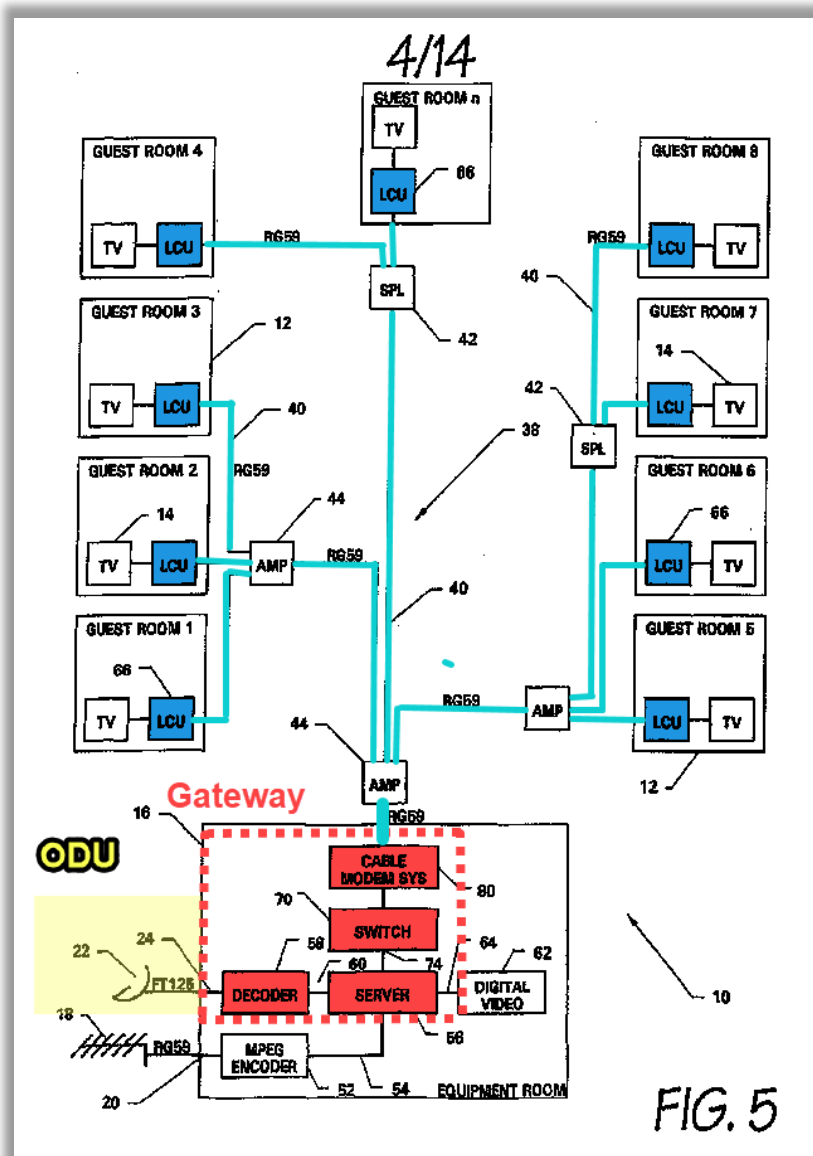 4/14
GUEST ROOM n
TV
LCU
66
GUEST ROOM 4
TV
LCU
RG59
SPL
42
GUEST ROOM 8
RG59
LCU
TV
40
GUEST ROOM 3
12
TV
LCU
40
RG59
GUEST ROOM 7
14
42
LCU
TV
SPL
38
GUEST ROOM 2
14
44
TV
LCU
AMP
RG59
GUEST ROOM 6
66
LCU
TV
40
GUEST ROOM 1
66
TV
LCU
GUEST ROOM 5
RG59
AMP
LCU
TV
12
44
AMP
RG59
Gateway
16
ODU
CABLE
MODEM SYS
80
70
SWITCH
58
74
64
62
22
24
FT125
60
DECODER
SERVER
DIGITAL
VIDEO
10
18
56
RG59
MPEG
ENCODER
20
52
54
EQUIPMENT ROOM
FIG. 5